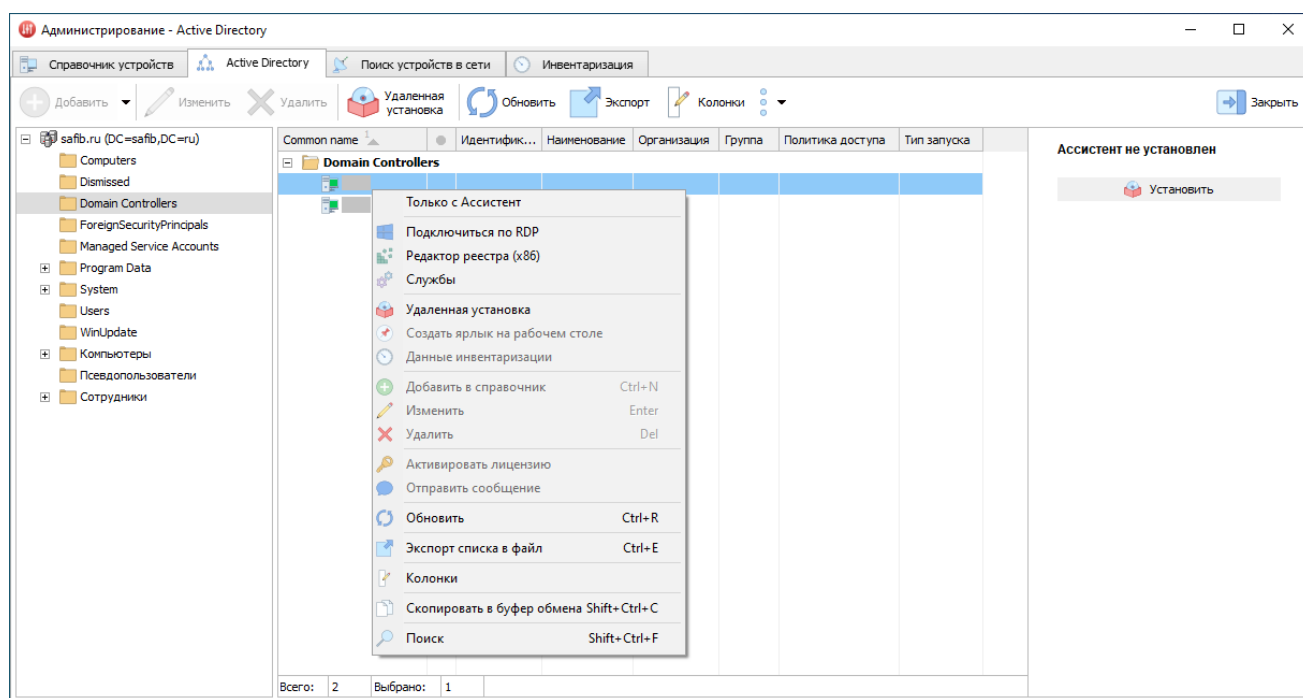 Администрирование - Active Directory
Справочник устройств
Active Directory
Поиск устройств в сети
Инвентаризация
Добавить
Изменить
Удалить
Удаленная
установка
Обновить
Экспорт
Колонки
Закрыть
safib.ru (DC=safib,DC=ru)
Computers
Dismissed
Domain Controllers
ForeignSecurityPrincipals
Managed Service Accounts
Program Data
System
Users
WinUpdate
Компьютеры
Псевдопользователи
Сотрудники
Common name 1 Идентифик... Наименование Организация Группа Политика доступа Тип запуска
Domain Controllers
Только с Ассистент
Подключиться по RDP
Редактор реестра (x86)
Службы
Удаленная установка
Создать ярлык на рабочем столе
Данные инвентаризации
Добавить в справочник Ctrl+N
Изменить Enter
Удалить Del
Активировать лицензию
Отправить сообщение
Обновить Ctrl+R
Экспорт списка в файл Ctrl+E
Колонки
Скопировать в буфер обмена Shift+Ctrl+C
Поиск Shift+Ctrl+F
Всего: 2 Выбрано: 1
Ассистент не установлен
Установить